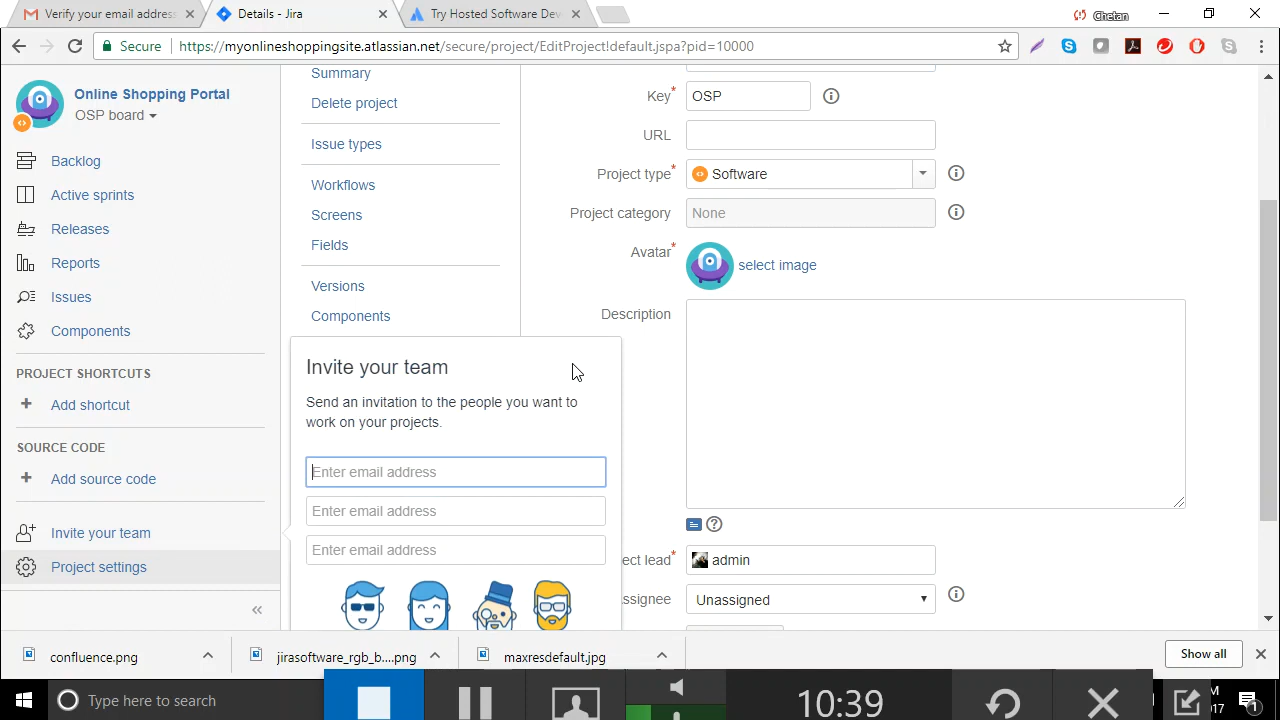 Verify your email address
Details - Jira
Try Hosted Software Dev
Chetan
Secure
https://myonlineshoppingsite.atlassian.net/secure/project/EditProject!default.jspa?pid=10000
Online Shopping Portal
OSP board
Backlog
Active sprints
Releases
Reports
Issues
Components
PROJECT SHORTCUTS
+ Add shortcut
SOURCE CODE
+ Add source code
Invite your team
Project settings
«
Summary
Delete project
Issue types
Workflows
Screens
Fields
Versions
Components
Invite your team
Send an invitation to the people you want to
work on your projects.
Enter email address
Enter email address
Enter email address
Key* OSP
URL
Project type* Software
Project category None
Avatar* select image
Description
ect lead* admin
ssignee Unassigned
confluence.png
jirasoftware_rgb_b....png
maxresdefault.jpg
Show all
Type here to search
10:39
M
017
1